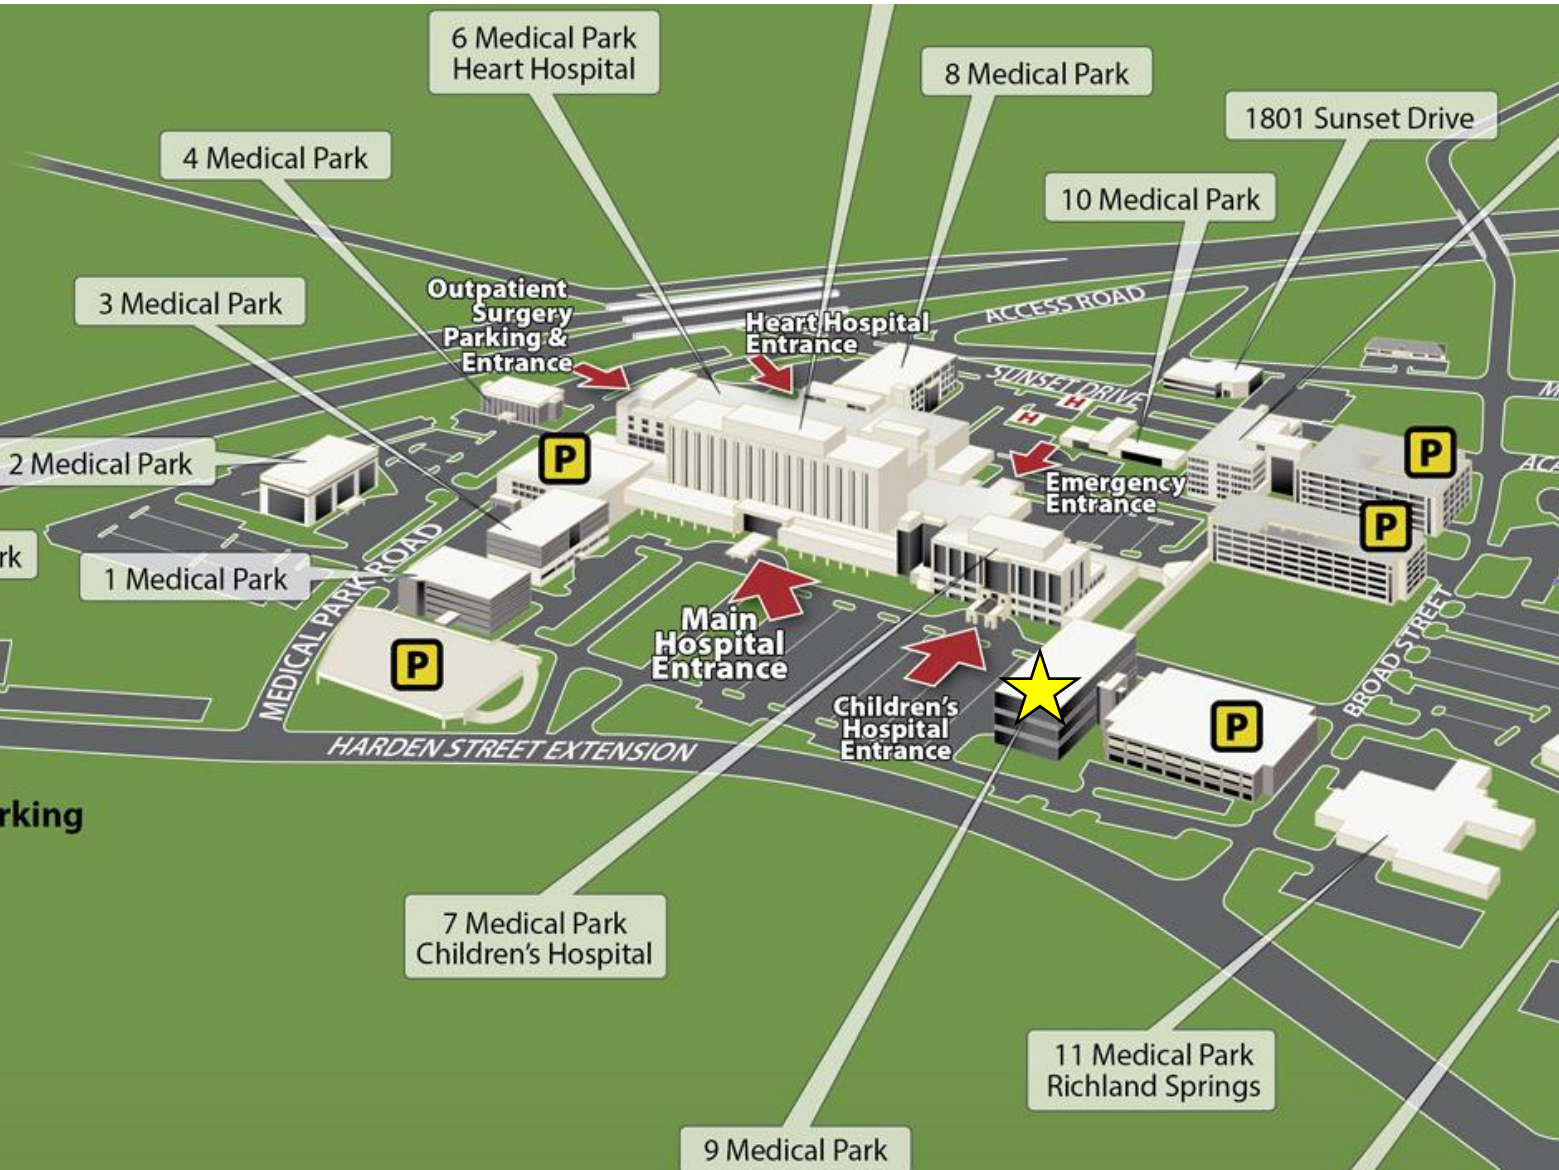 6 Medical Park
Heart Hospital
8 Medical Park
1801 Sunset Drive
4 Medical Park
10 Medical Park
3 Medical Park
Outpatient
Surgery
Parking &
Entrance
Heart Hospital
Entrance
ACCESS ROAD
SUNSET DRIVE
H
H
2 Medical Park
P
P
Emergency
Entrance
P
rk
1 Medical Park
MEDICAL PARK ROAD
Main
Hospital
Entrance
P
BROAD STREET
Children's
Hospital
Entrance
P
HARDEN STREET EXTENSION
rking
7 Medical Park
Children's Hospital
11 Medical Park
Richland Springs
9 Medical Park